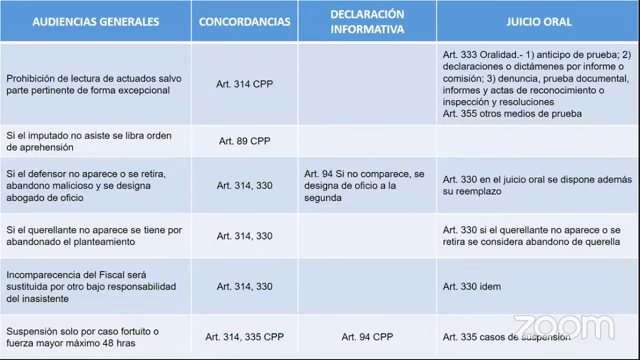 AUDIENCIAS GENERALES
CONCORDANCIAS
DECLARACIÓN
INFORMATIVA
JUICIO ORAL
Prohibición de lectura de actuados salvo
parte pertinente de forma excepcional
Art. 314 CPP
Art. 333 Oralidad.- 1) anticipo de prueba; 2)
declaraciones o dictámenes por informe o
comisión; 3) denuncia, prueba documental,
informes y actas de reconocimiento o
inspección y resoluciones
Art. 355 otros medios de prueba
Si el imputado no asiste se libra orden
de aprehensión
Art. 89 CPP
Si el defensor no aparece o se retira,
abandono malicioso y se designa
abogado de oficio
Art. 314, 330
Art. 94 Si no comparece, se
designa de oficio a la
segunda
Art. 330 en el juicio oral se dispone además
su reemplazo
Si el querellante no aparece se tiene por
abandonado el planteamiento
Art. 314, 330
Art. 330 si el querellante no aparece o se
retira se considera abandono de querella
Incomparecencia del Fiscal será
sustituida por otro bajo responsabilidad
del inasistente
Art. 314, 330
Art. 330 idem
Suspensión solo por caso fortuito o
fuerza mayor máximo 48 hras
Art. 314, 335 CPP
Art. 94 CPP
Art. 335 casos de suspensión
zoom